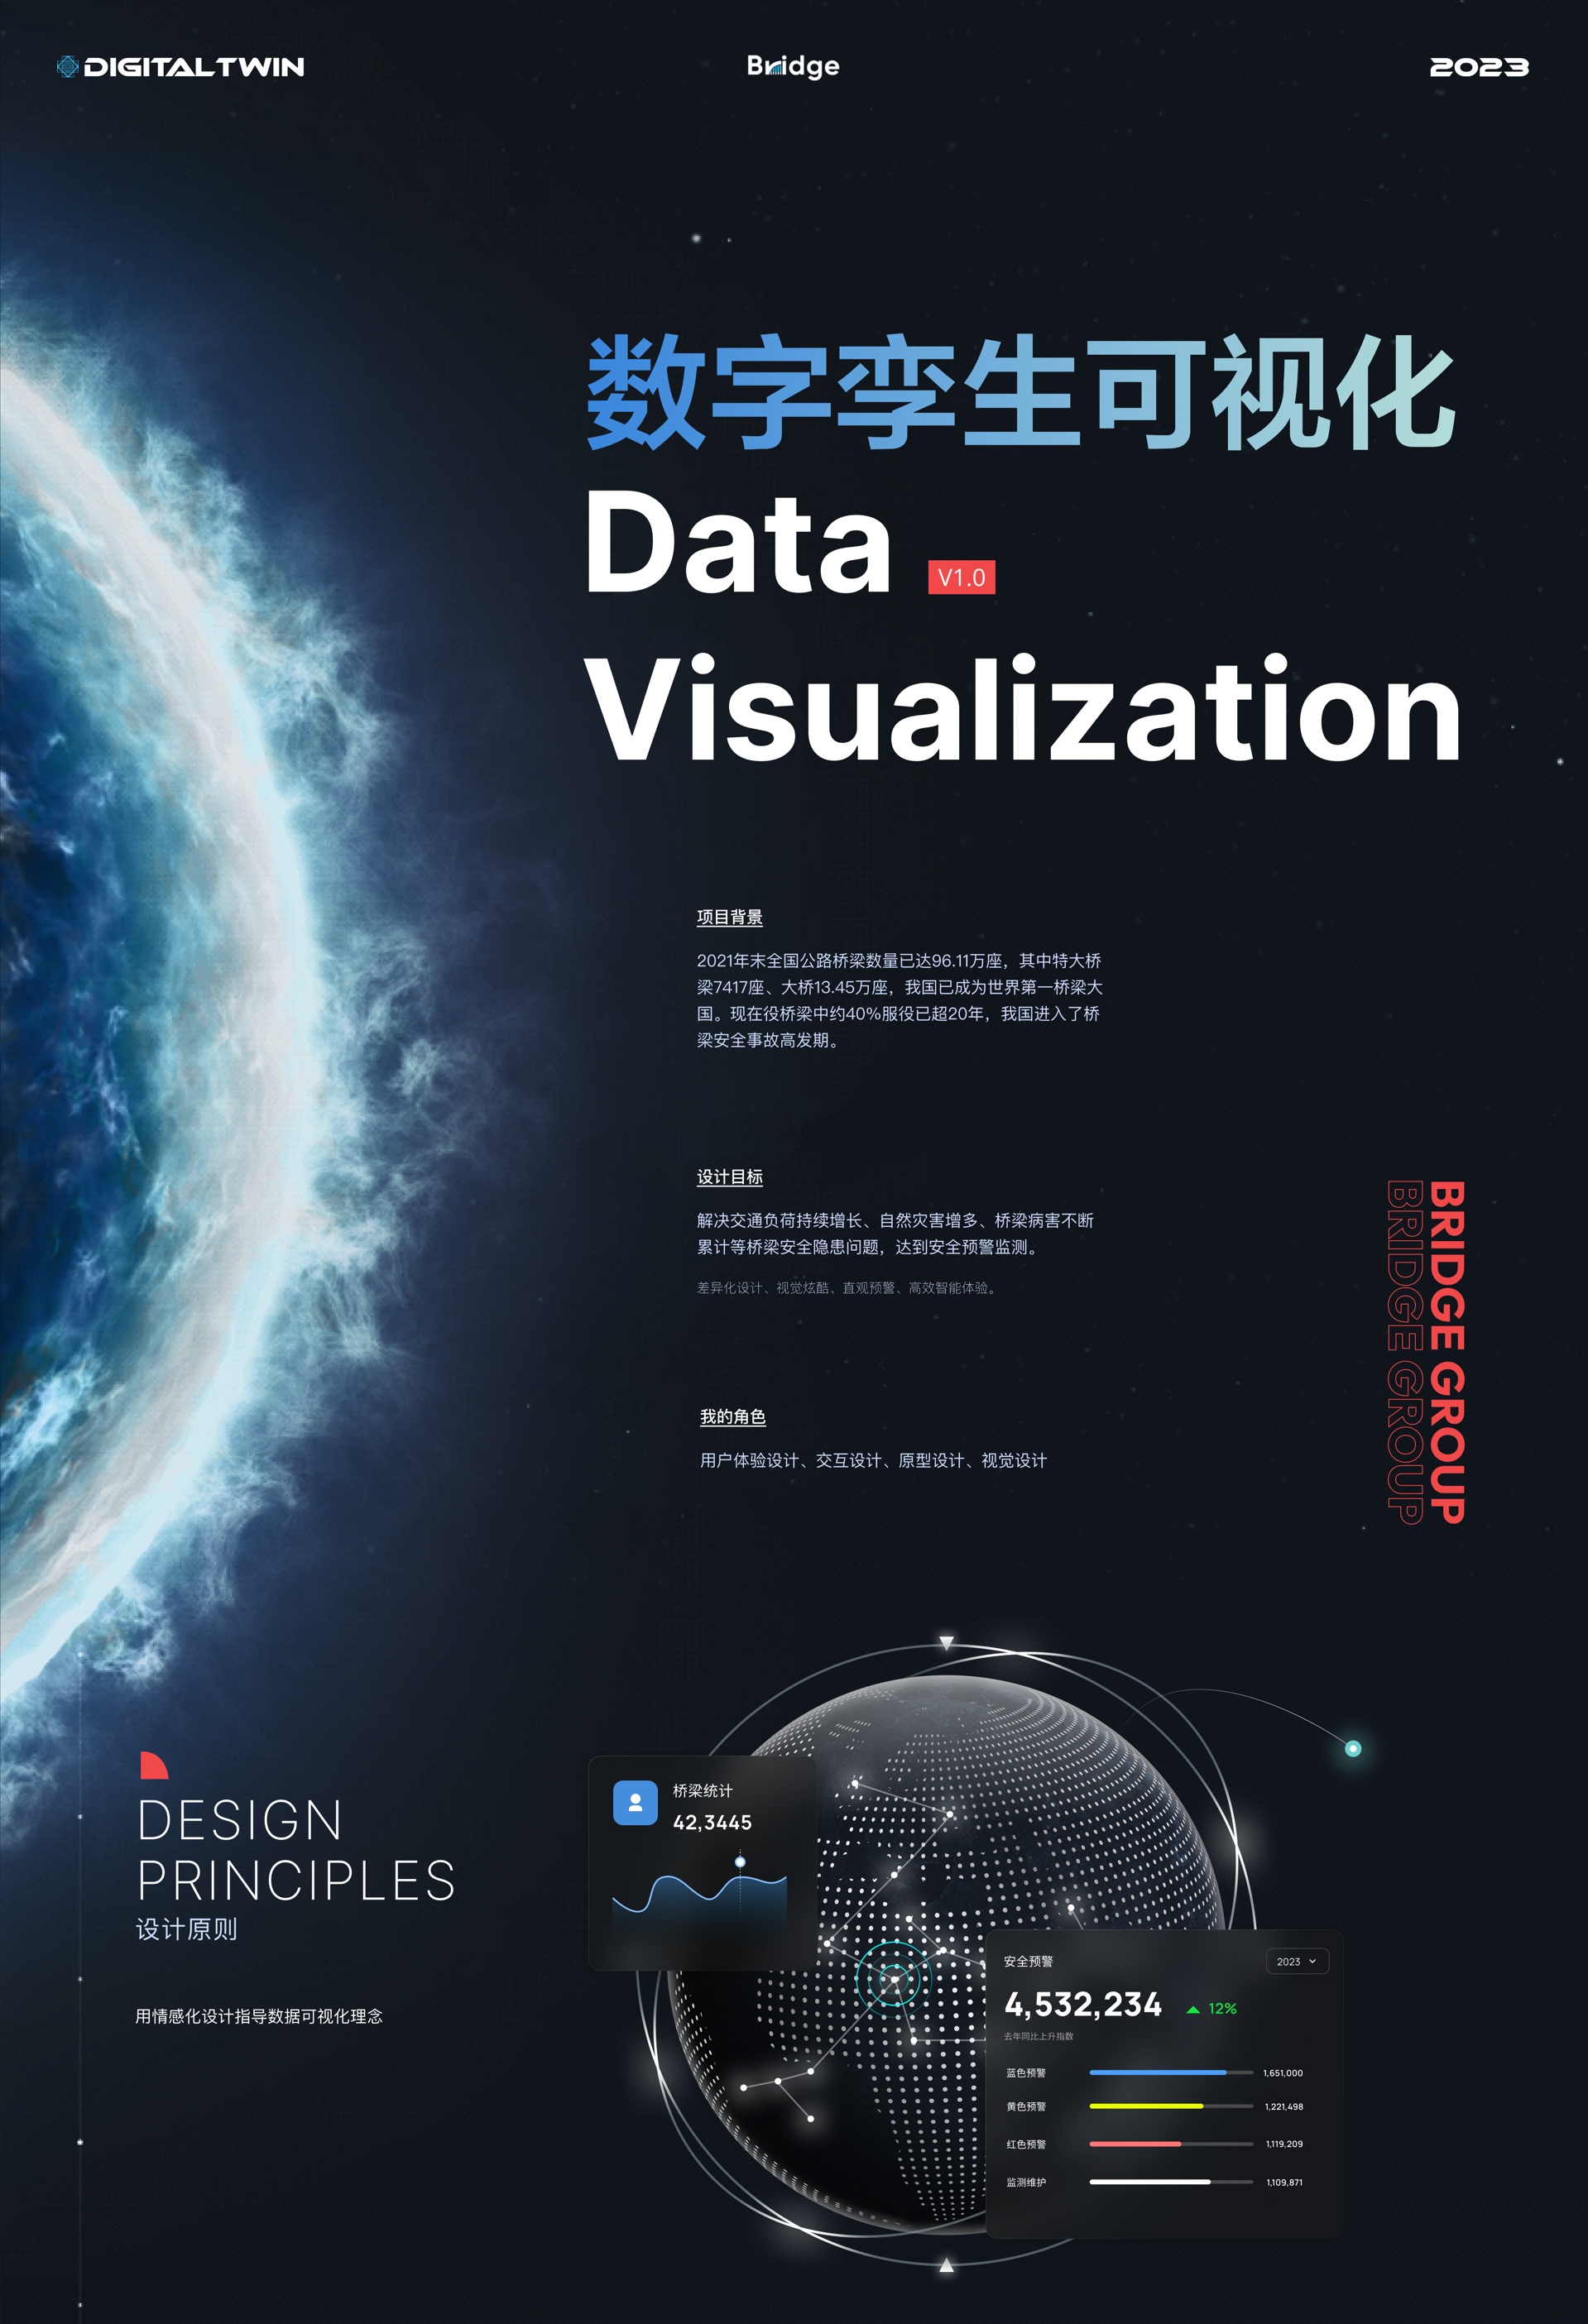 DIGITALTWIN
Bridge
2023
数字孪生可视化
Data
V1.0
Visualization
项目背景
2021年末全国公路桥梁数量已达96.11万座，其中特大桥
梁7417座、大桥13.45万座，我国已成为世界第一桥梁大
国。现在役桥梁中约40%服役已超20年，我国进入了桥
梁安全事故高发期。
设计目标
解决交通负荷持续增长、自然灾害增多、桥梁病害不断
累计等桥梁安全隐患问题，达到安全预警监测。
差异化设计、视觉炫酷、直观预警、高效智能体验。
BRIDGE GROUP
BRIDGE GROUP
我的角色
用户体验设计、交互设计、原型设计、视觉设计
DESIGN
PRINCIPLES
设计原则
用情感化设计指导数据可视化理念
桥梁统计
42,3445
安全预警
2023
4,532,234
12%
去年同比上升指数
蓝色预警 1,651,000
黄色预警 1,221,498
红色预警 1,119,209
监测维护 1,109,871